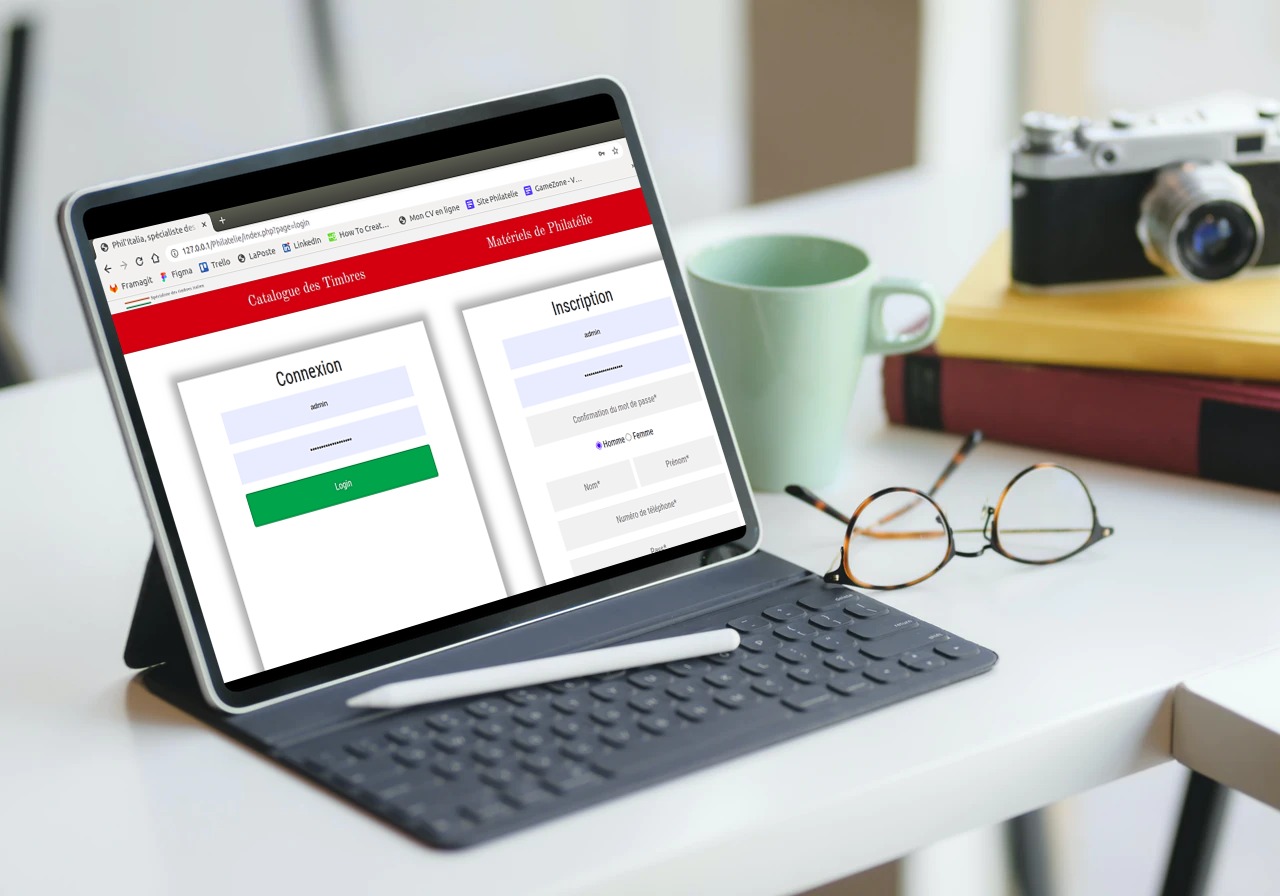 Phil'Italia, spécialiste des
127.0.0.1/Philatelie/index.php?page=login
Framagit Figma Trello LaPoste LinkedIn How To Creat... Mon CV en ligne Site Philatelie GameZone - V...
Spécialiste des timbres italiens
Catalogue des Timbres Matériels de Philatélie
Connexion
admin
Login
Inscription
admin
Confirmation du mot de passe*
Homme Femme
Nom* Prénom*
Numéro de téléphone*
Pays*